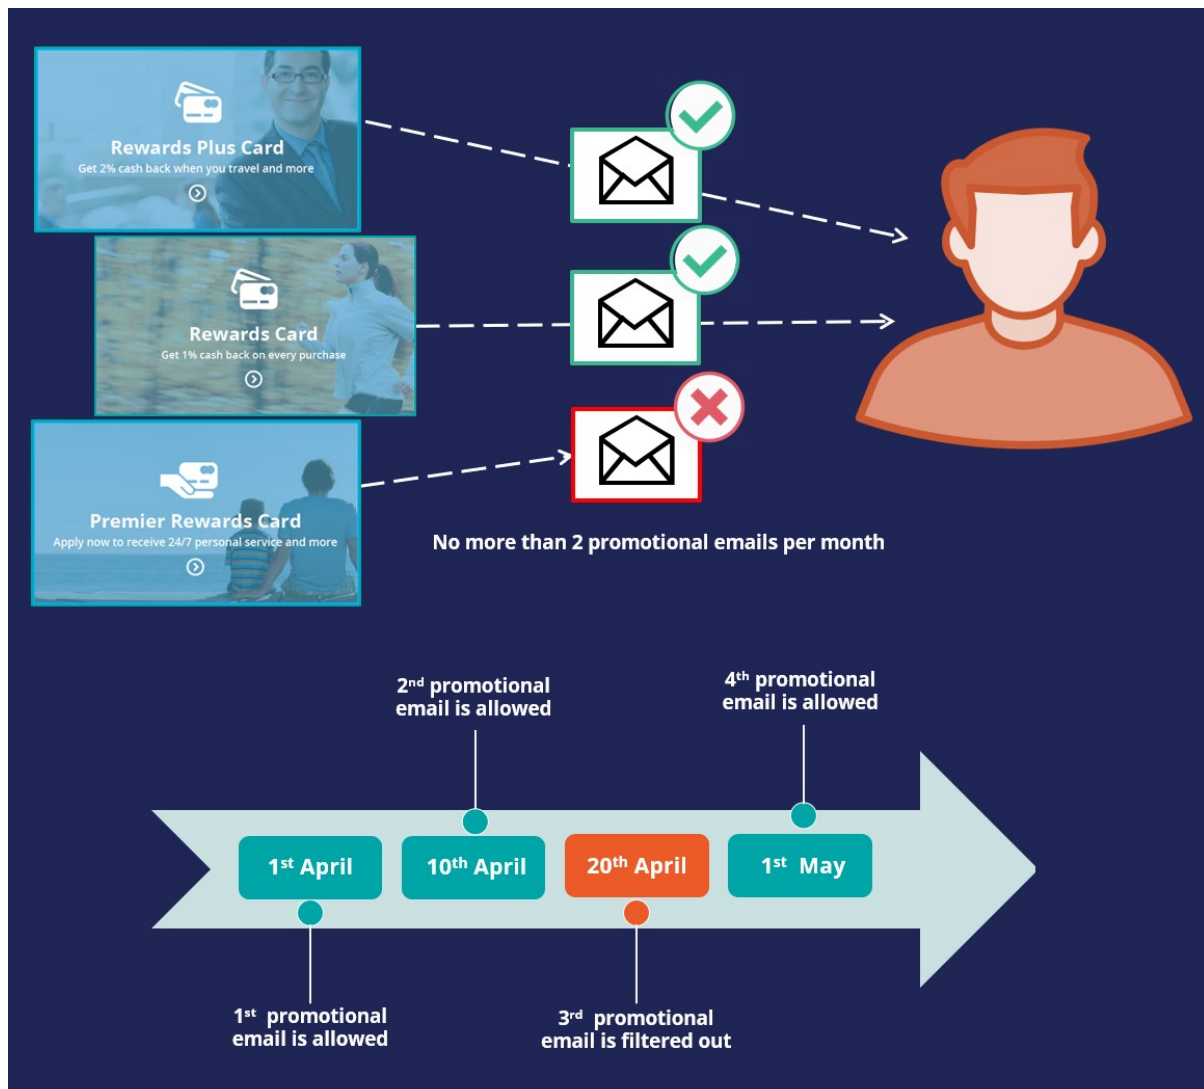 Rewards Plus Card
Get 2% cash back when you travel and more
Rewards Card
Get 1% cash back on every purchase
Premier Rewards Card
Apply now to receive 24/7 personal service and more
No more than 2 promotional emails per month
2nd promotional
email is allowed
4th promotional
email is allowed
1st April
10th April
20th April
1st May
1st promotional
email is allowed
3rd promotional
email is filtered out